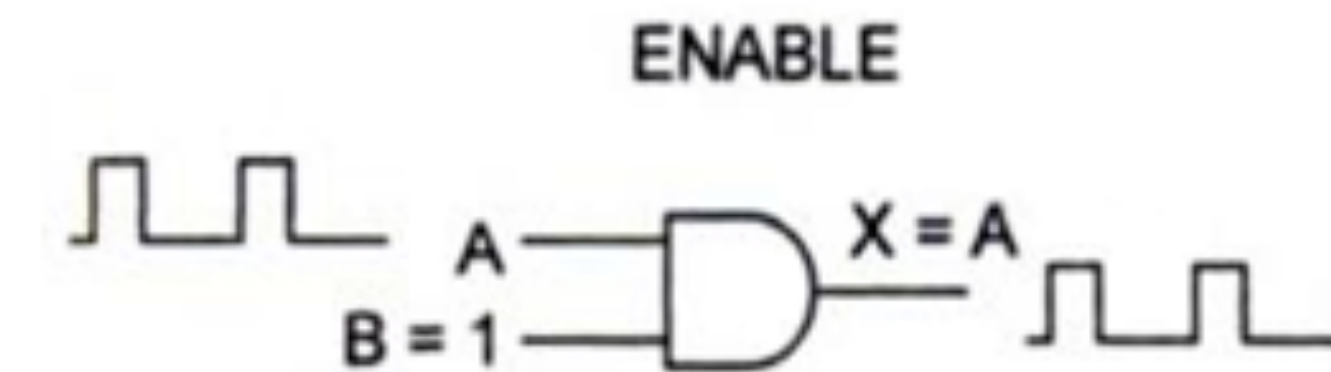 ENABLE
A
X = A
B = 1